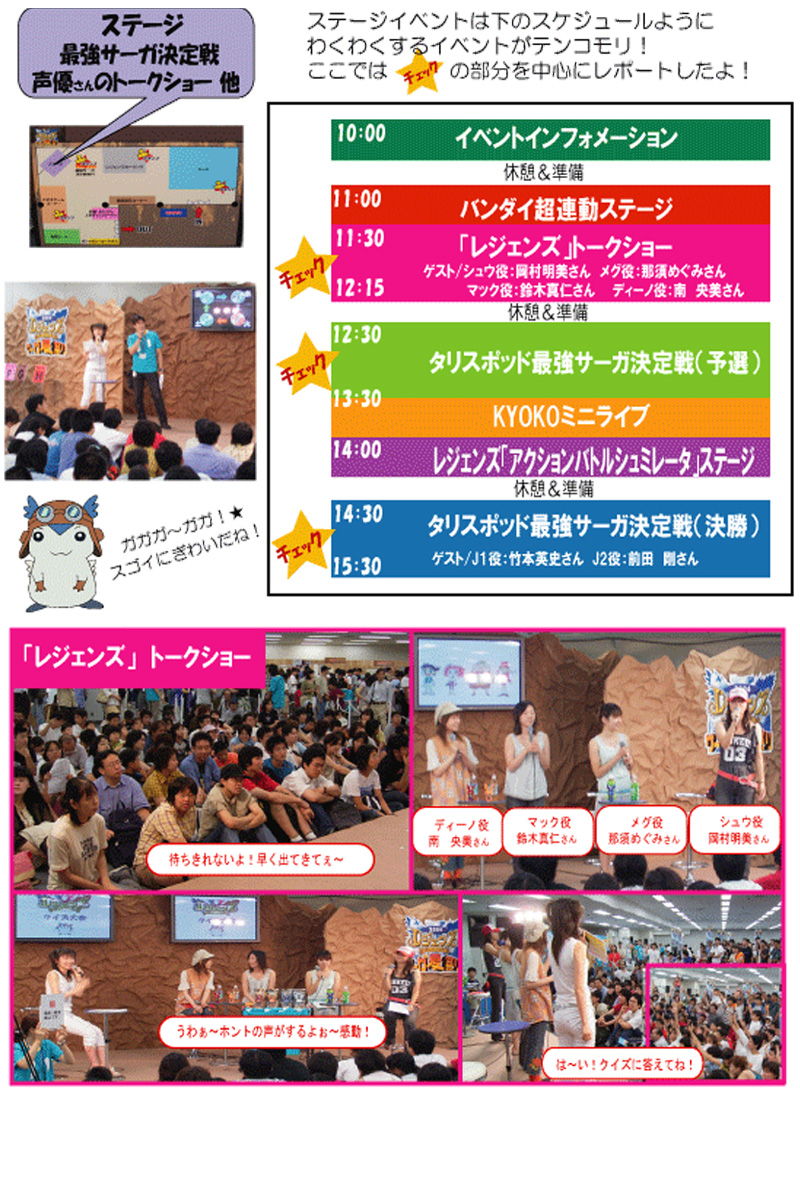 ステージ
最強サーガ決定戦
声優さんのトークショー 他
ステージイベントは下のスケジュールように
わくわくするイベントがテンコモリ！
ここでは チェック の部分を中心にレポートしたよ！
10:00 イベントインフォメーション
休憩＆準備
11:00 バンダイ超連動ステージ
チェック
11:30 「レジェンズ」トークショー
ゲスト/シュウ役：岡村明美さん メグ役：那須めぐみさん
12:15 マック役：鈴木真仁さん ディーノ役：南 央美さん
休憩＆準備
チェック
12:30 タリスポッド最強サーガ決定戦（予選）
13:30 KYOKOミニライブ
14:00 レジェンズ「アクションバトルシュミレータ」ステージ
休憩＆準備
チェック
14:30 タリスポッド最強サーガ決定戦（決勝）
15:30 ゲスト/J1役：竹本英史さん J2役：前田 剛さん
ガガガ～ガガ！★
スゴイにぎわいだね！
「レジェンズ」トークショー
待ちきれないよ！早く出てきてぇ～
ディーノ役
南 央美さん
マック役
鈴木真仁さん
メグ役
那須めぐみさん
シュウ役
岡村明美さん
03
うわぁ～ホントの声がするよぉ～感動！
は～い！クイズに答えてね！